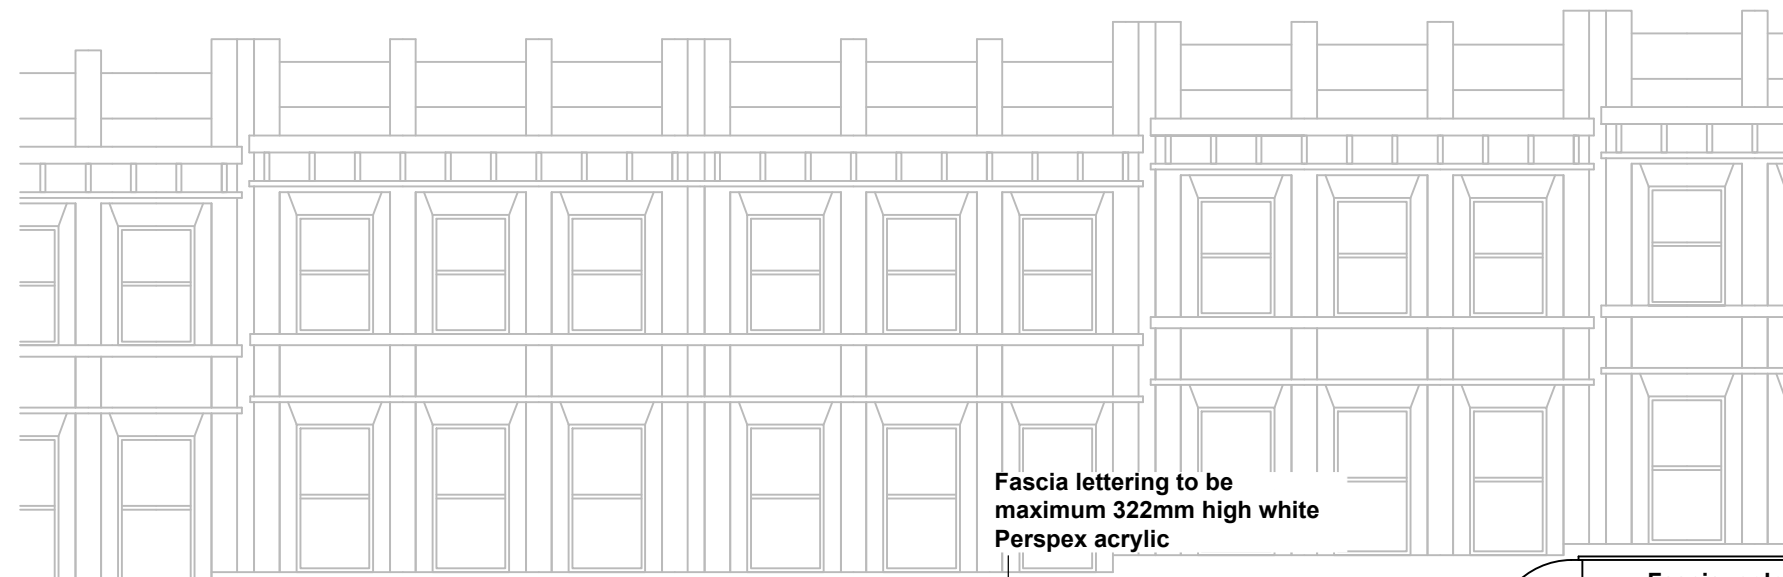 Fascia lettering to be
maximum 322mm high white
Perspex acrylic